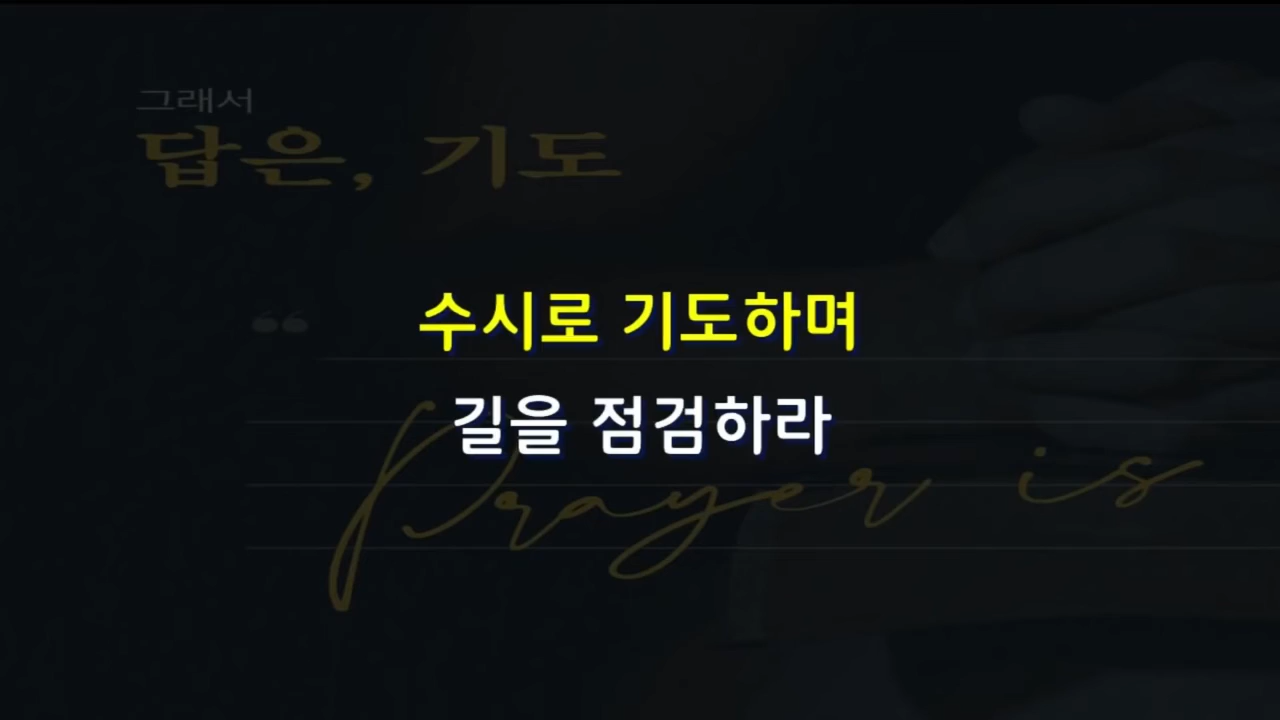 그래서
답은, 기도
“
수시로 기도하며
길을 점검하라
Prayer is